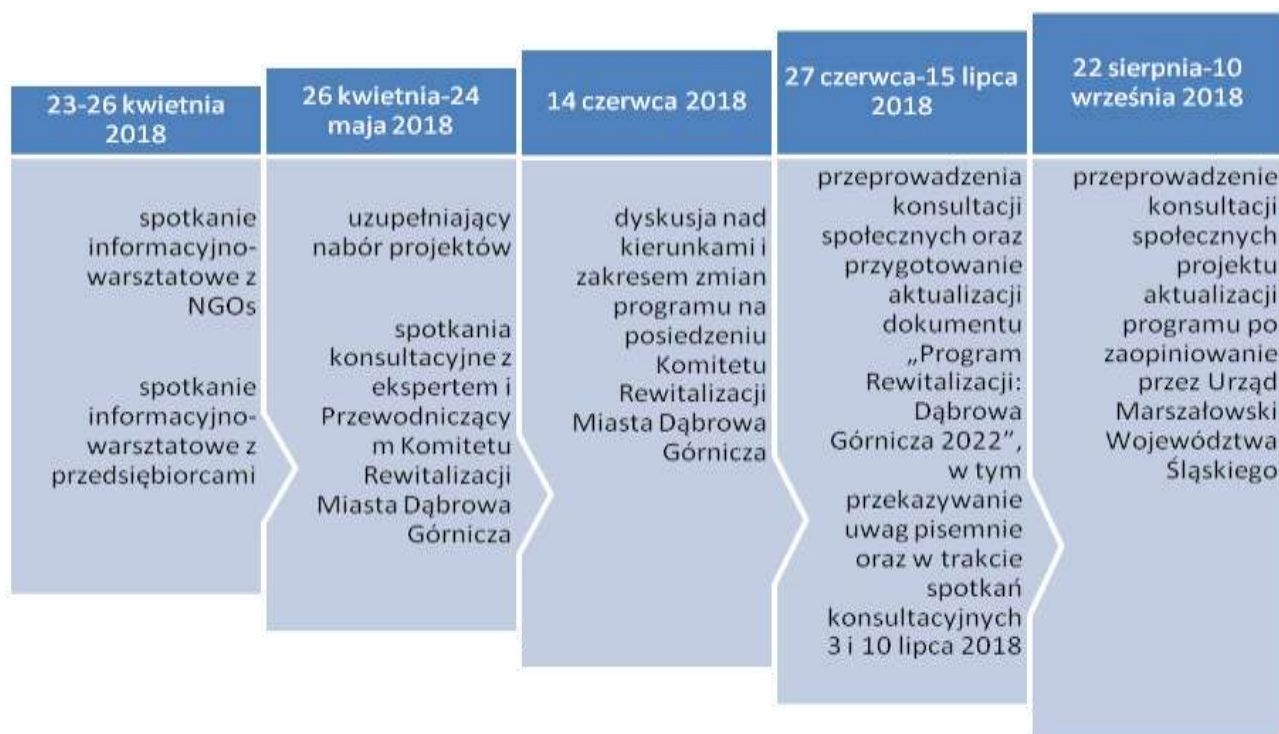 23-26 kwietnia
2018
spotkanie
informacyjno-
warsztatowe z
NGOs
spotkanie
informacyjno-
warsztatowe z
przedsiębiorcami
26 kwietnia-24
maja 2018
uzupełniający
nabór projektów
spotkania
konsultacyjne z
ekspertem i
Przewodniczący
m Komitetu
Rewitalizacji
Miasta Dąbrowa
Górnicza
14 czerwca 2018
dyskusja nad
kierunkami i
zakresem zmian
programu na
posiedzeniu
Komitetu
Rewitalizacji
Miasta Dąbrowa
Górnicza
27 czerwca-15 lipca
2018
przeprowadzenia
konsultacji
społecznych oraz
przygotowanie
aktualizacji
dokumentu
„Program
Rewitalizacji:
Dąbrowa
Górnicza 2022”,
w tym
przekazywanie
uwag pisemnie
oraz w trakcie
spotkań
konsultacyjnych
3 i 10 lipca 2018
22 sierpnia-10
września 2018
przeprowadzenie
konsultacji
społecznych
projektu
aktualizacji
programu po
zaopiniowanie
przez Urząd
Marszałowski
Województwa
Śląskiego